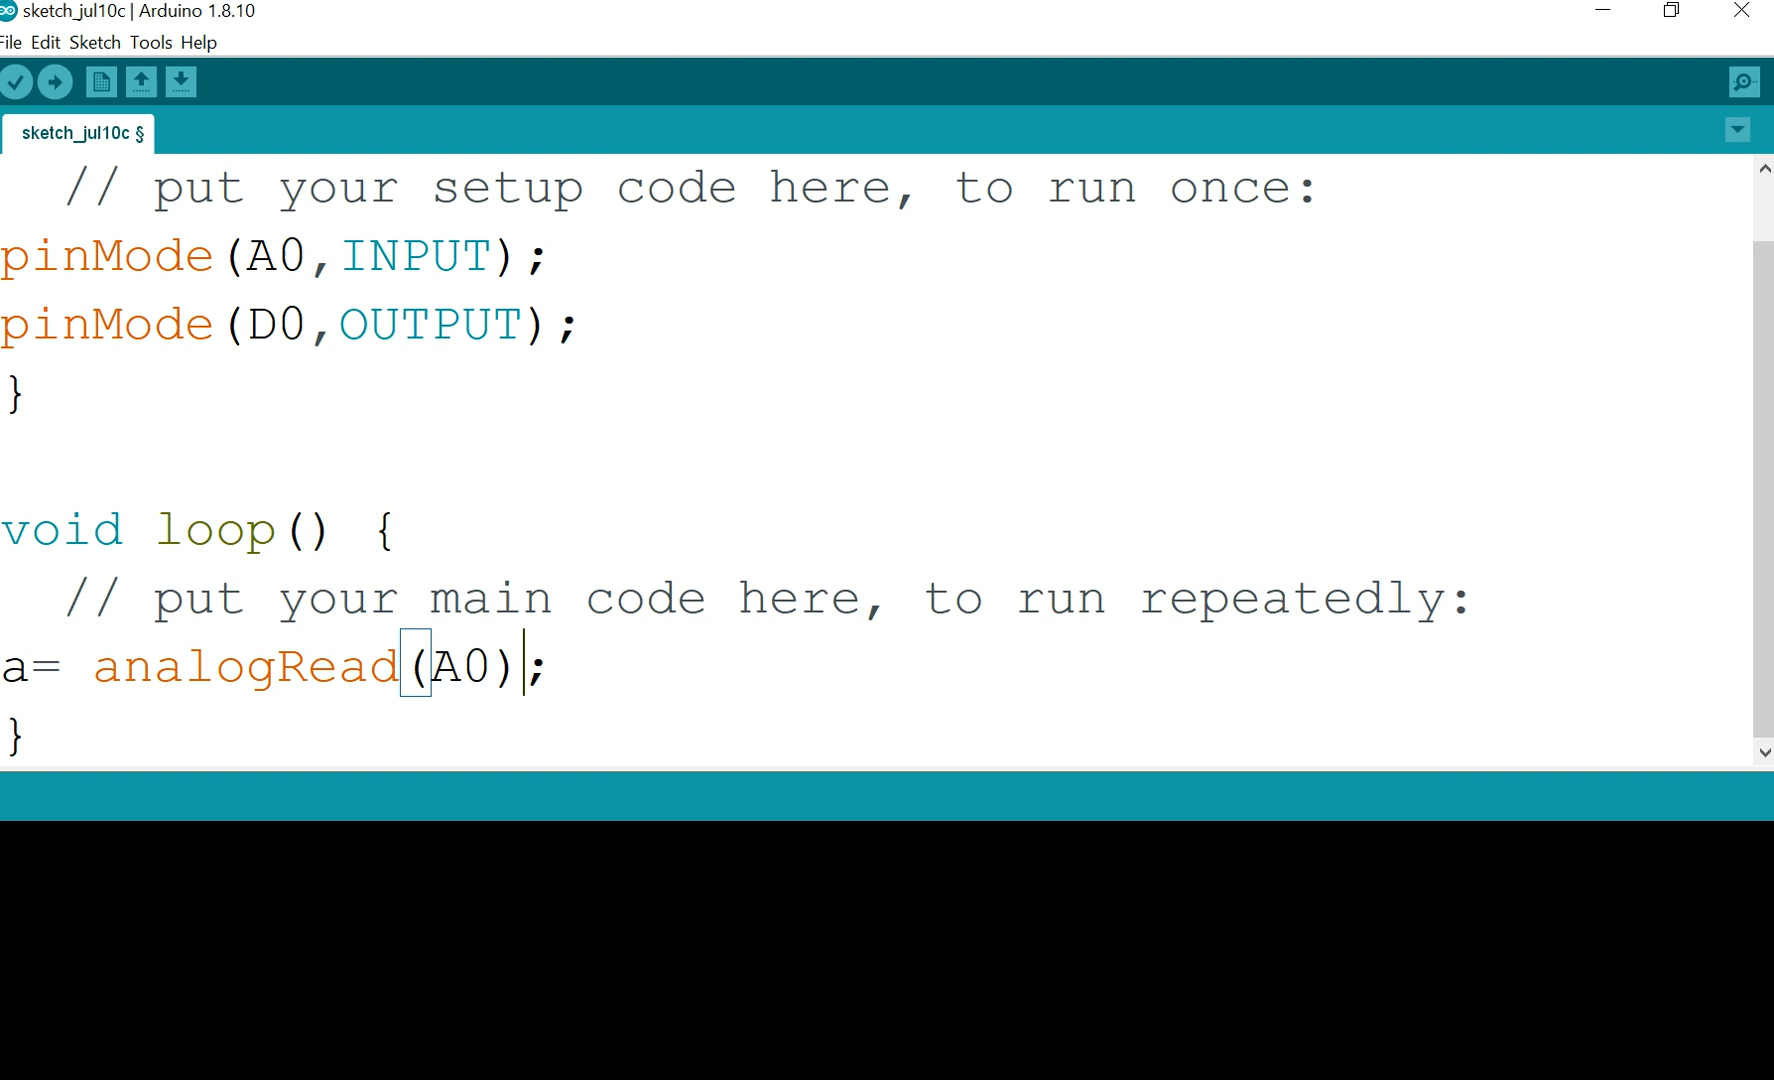 sketch_jul10c | Arduino 1.8.10
File Edit Sketch Tools Help
sketch_jul10c §
// put your setup code here, to run once:
pinMode(A0,INPUT);
pinMode(D0,OUTPUT);
}
void loop() {
// put your main code here, to run repeatedly:
a= analogRead(A0);
}